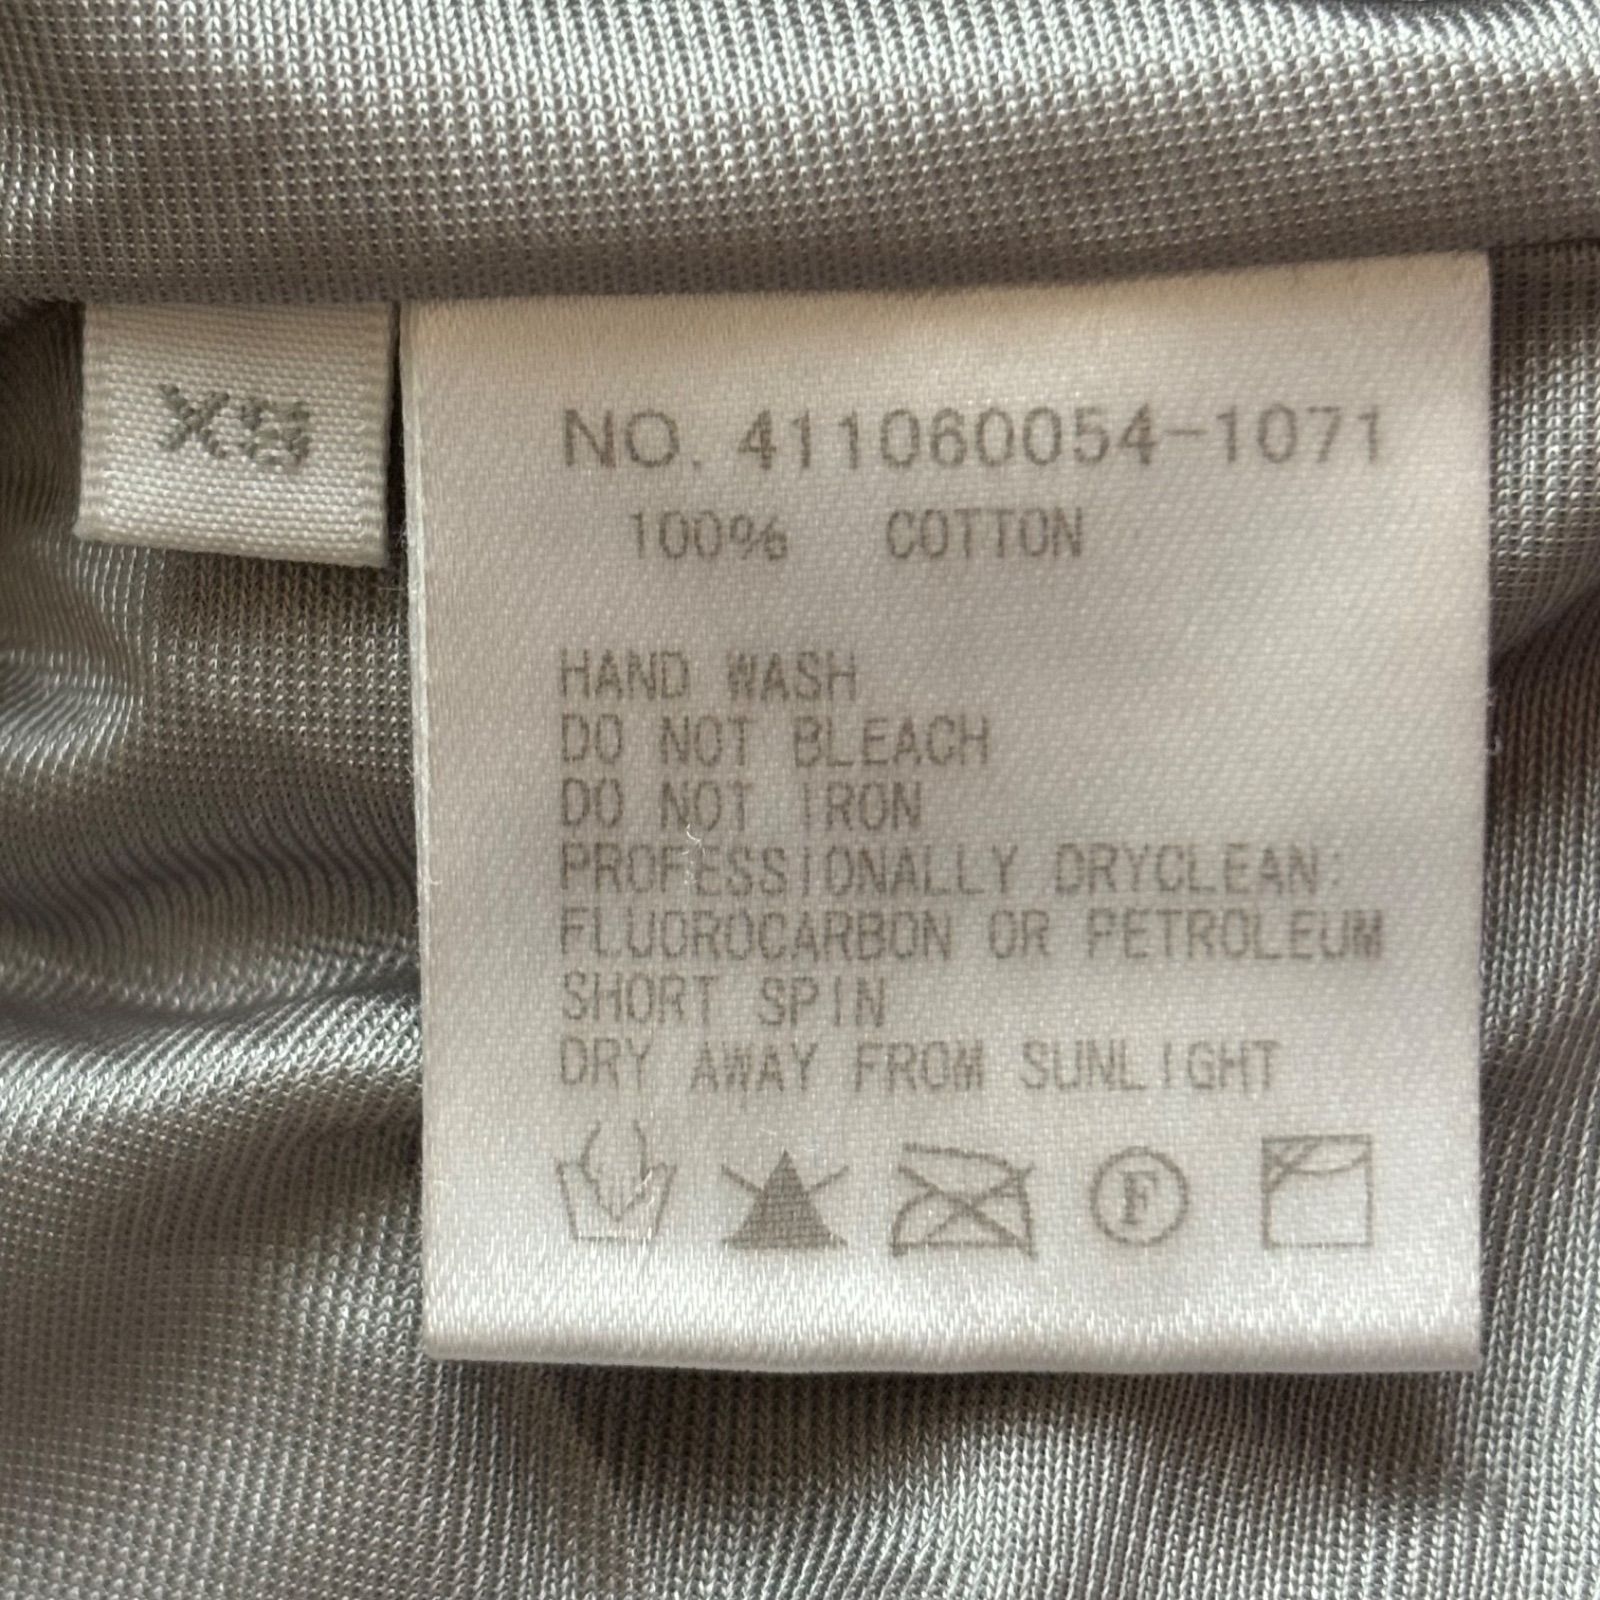 XS
NO. 411060054-1071
100% COTTON
HAND WASH
DO NOT BLEACH
DO NOT IRON
PROFESSIONALLY DRYCLEAN:
FLUOROCARBON OR PETROLEUM
SHORT SPIN
DRY AWAY FROM SUNLIGHT
F